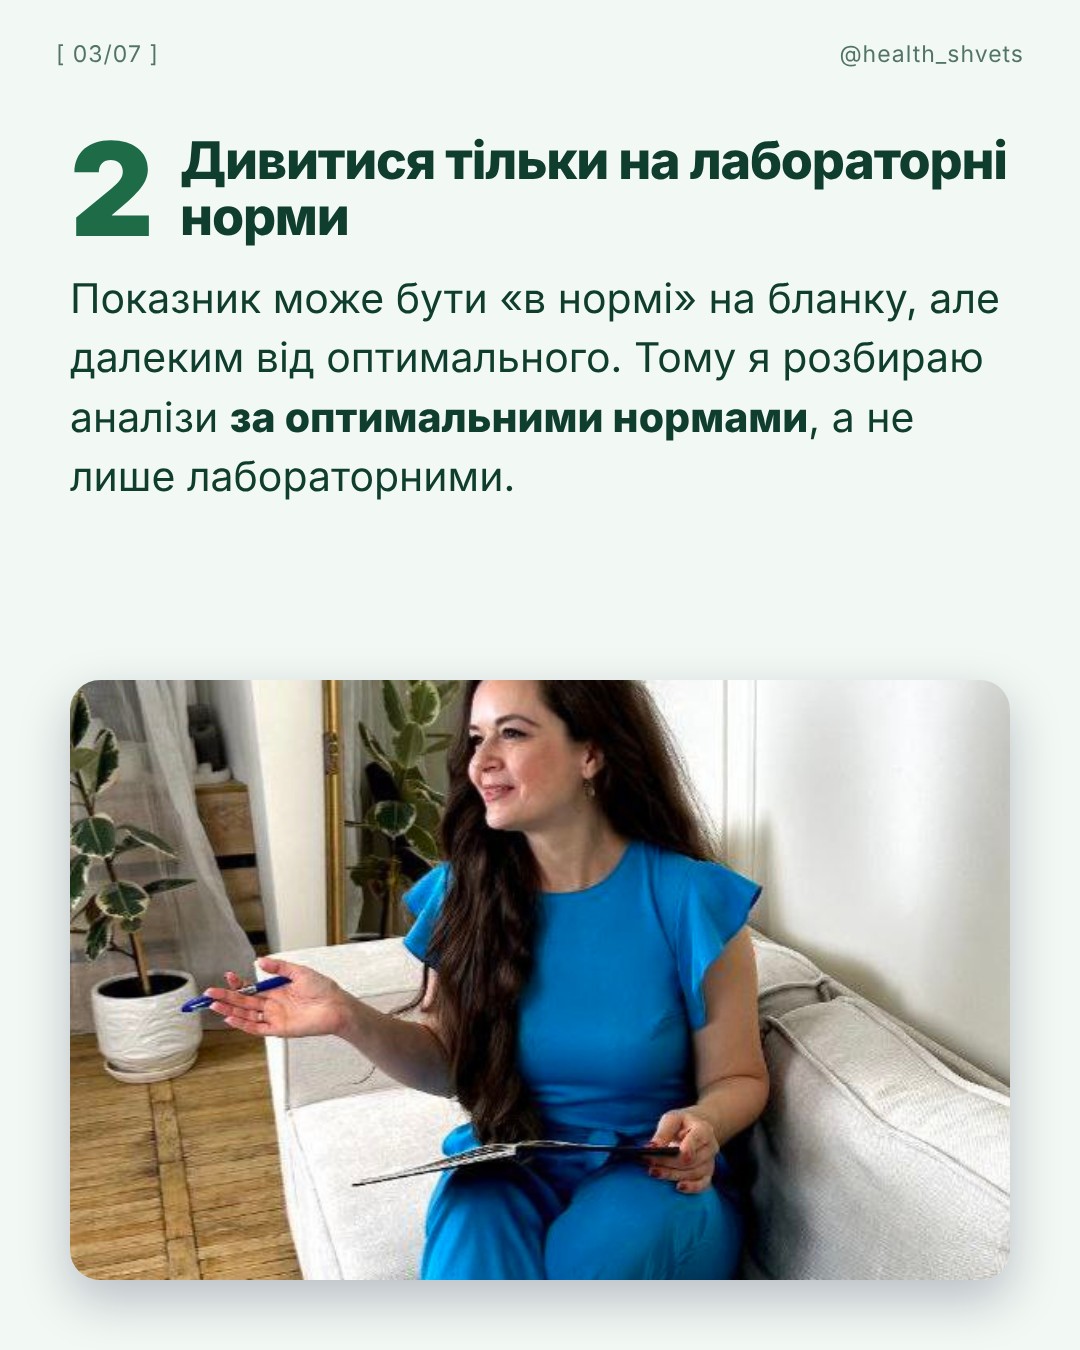 [ 03/07 ]
@health_shvets
2
Дивитися тільки на лабораторні
норми
Показник може бути «в нормі» на бланку, але
далеким від оптимального. Тому я розбираю
аналізи за оптимальними нормами, а не
лише лабораторними.